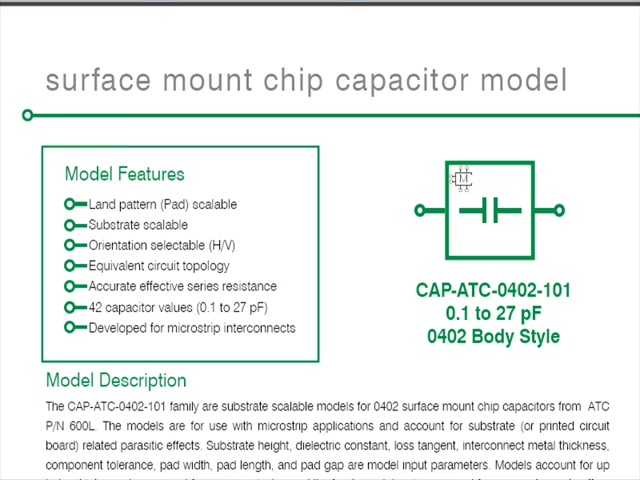 surface mount chip capacitor model
Model Features
Land pattern (Pad) scalable
Substrate scalable
Orientation selectable (H/V)
Equivalent circuit topology
Accurate effective series resistance
42 capacitor values (0.1 to 27 pF)
Developed for microstrip interconnects
M
CAP-ATC-0402-101
0.1 to 27 pF
0402 Body Style
Model Description
The CAP-ATC-0402-101 family are substrate scalable models for 0402 surface mount chip capacitors from ATC
P/N 600L. The models are for use with microstrip applications and account for substrate (or printed circuit
board) related parasitic effects. Substrate height, dielectric constant, loss tangent, interconnect metal thickness,
component tolerance, pad width, pad length, and pad gap are model input parameters. Models account for up